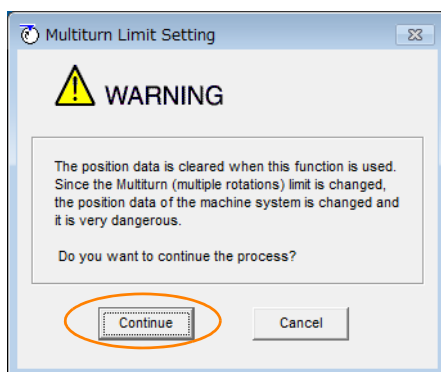 Multiturn Limit Setting
WARNING
The position data is cleared when this function is used.
Since the Multiturn (multiple rotations) limit is changed,
the position data of the machine system is changed and
it is very dangerous.
Do you want to continue the process?
Continue
Cancel